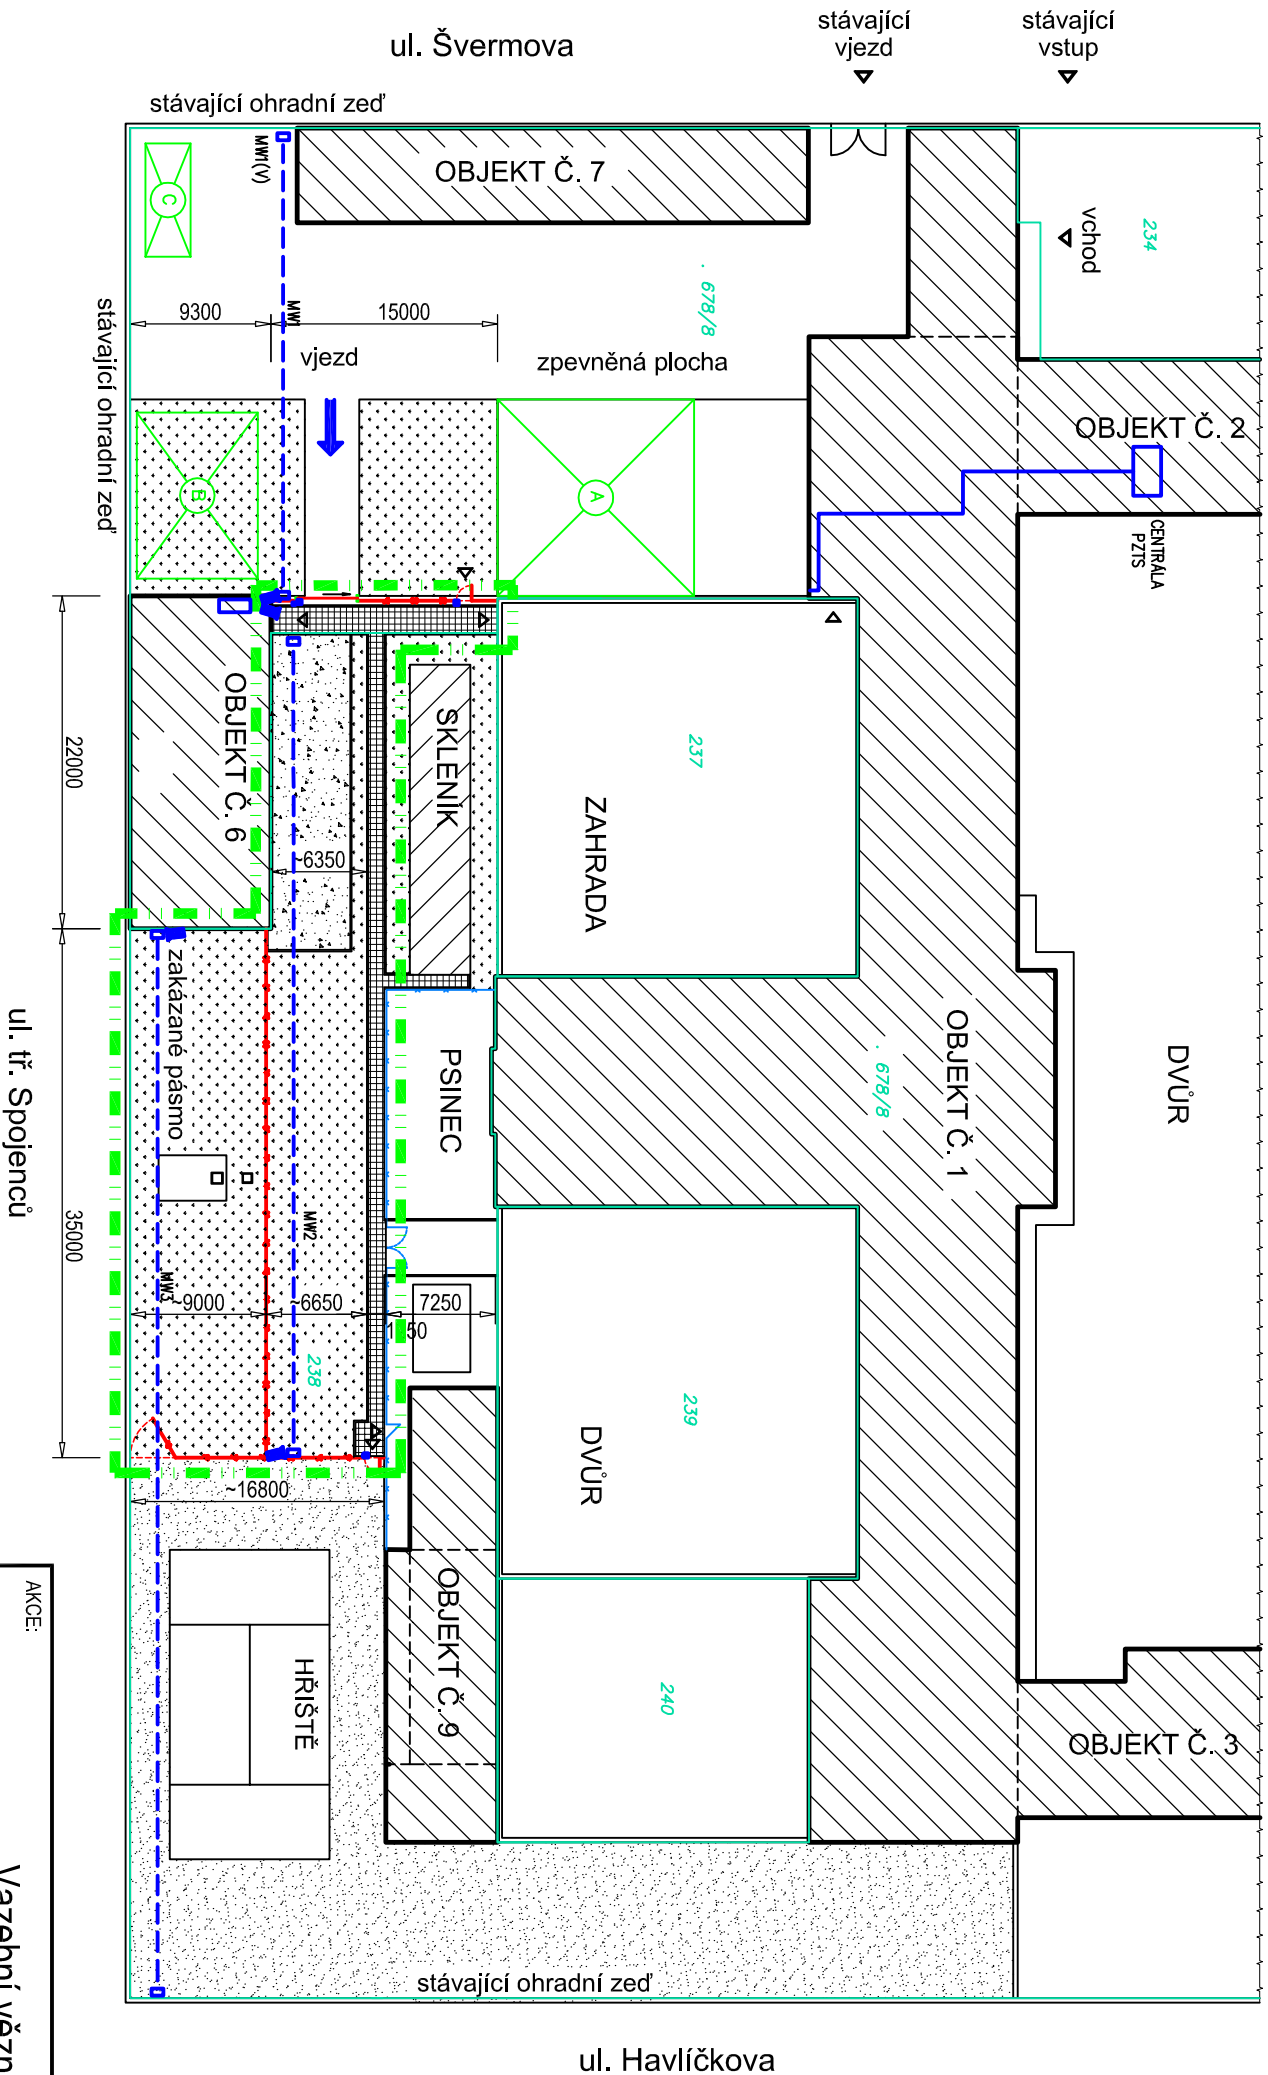 stávající
vjezd
stávající
vstup
ul. Švermova
stávající ohradní zeď
MW1(V)
OBJEKT Č. 7
C
234
vchod
. 678/8
stávající ohradní zeď
9300
MW1
15000
vjezd
zpevněná plocha
OBJEKT Č. 2
B
A
CENTRÁLA
PZTS
OBJEKT Č. 6
SKLENÍK
237
ZAHRADA
22000
~6350
zakázané pásmo
PSINEC
OBJEKT Č. 1
. 678/8
DVŮR
ul. tř. Spojenců
35000
MW2
MW3
~9000
~6650
7250
238
239
DVŮR
~16800
HŘIŠTĚ
OBJEKT Č. 9
240
OBJEKT Č. 3
AKCE:
Vazební vězn
stávající ohradní zeď
ul. Havlíčkova